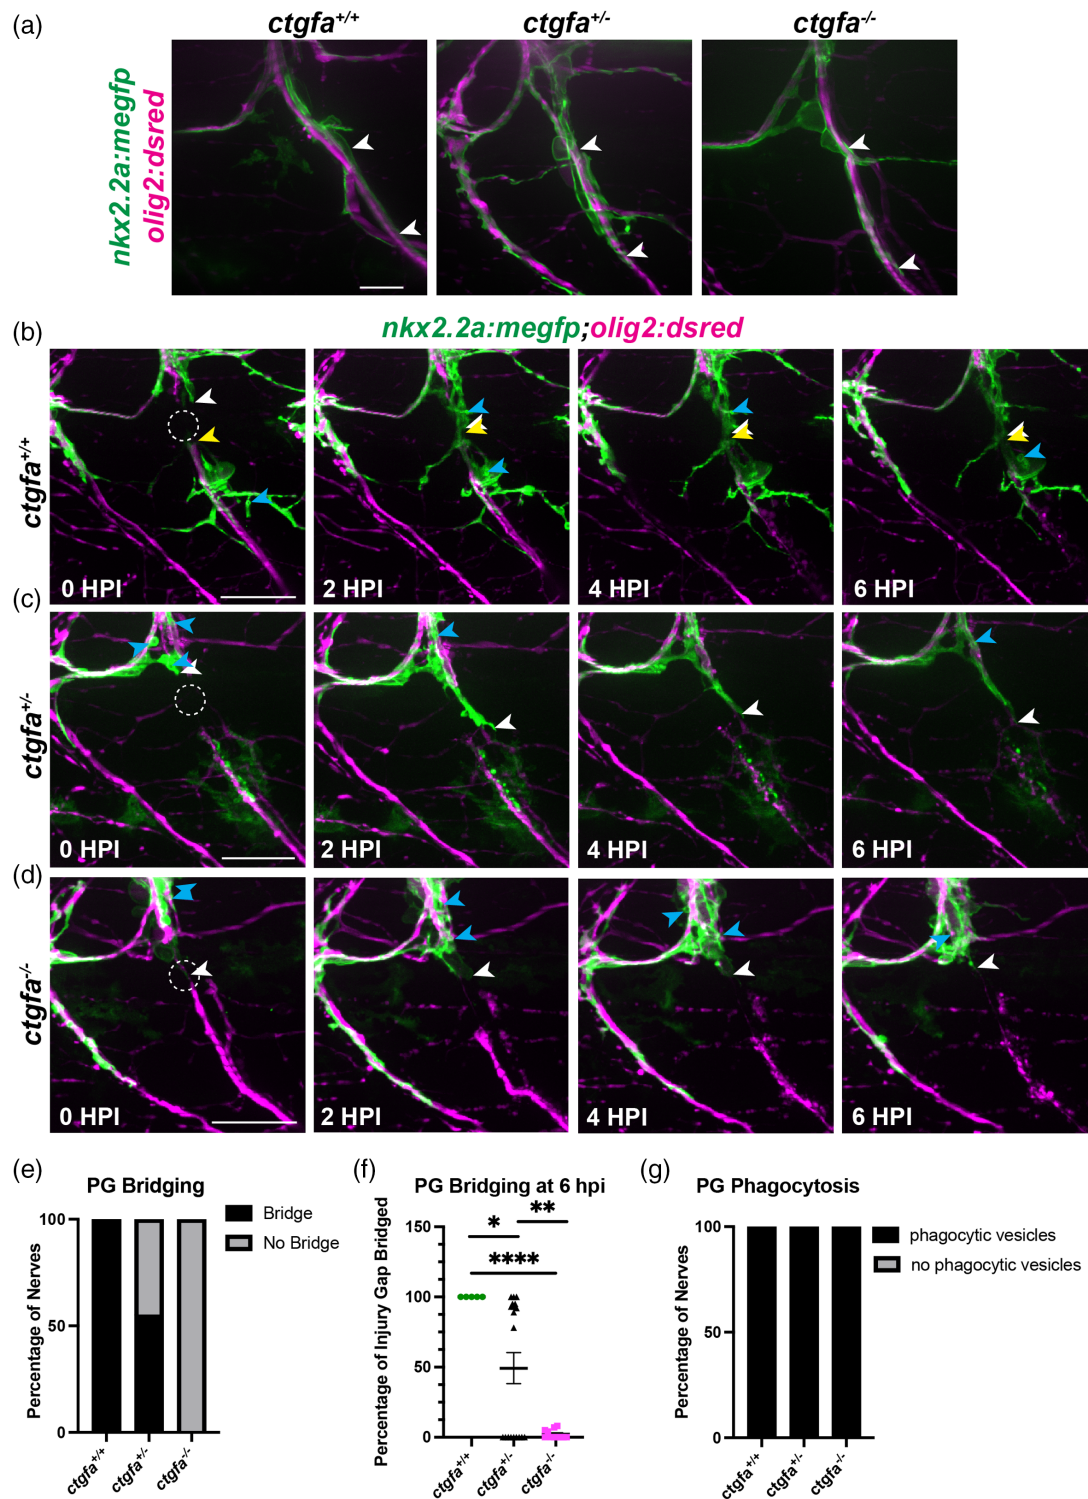 (a)
ctgfa+/+ ctgfa+/- ctgfa-/-
nkx2.2a:megfp
olig2:dsred
(b)
nkx2.2a:megfp;olig2:dsred
ctgfa+/+
0 HPI 2 HPI 4 HPI 6 HPI
(c)
ctgfa+/-
0 HPI 2 HPI 4 HPI 6 HPI
(d)
ctgfa-/-
0 HPI 2 HPI 4 HPI 6 HPI
(e)
PG Bridging
Bridge
No Bridge
Percentage of Nerves
100
50
0
ctgfa+/+ ctgfa+/- ctgfa-/-
(f)
PG Bridging at 6 hpi
* **
****
Percentage of Injury Gap Bridged
150
100
50
0
ctgfa+/+ ctgfa+/- ctgfa-/-
(g)
PG Phagocytosis
phagocytic vesicles
no phagocytic vesicles
Percentage of Nerves
100
50
0
ctgfa+/+ ctgfa+/- ctgfa-/-